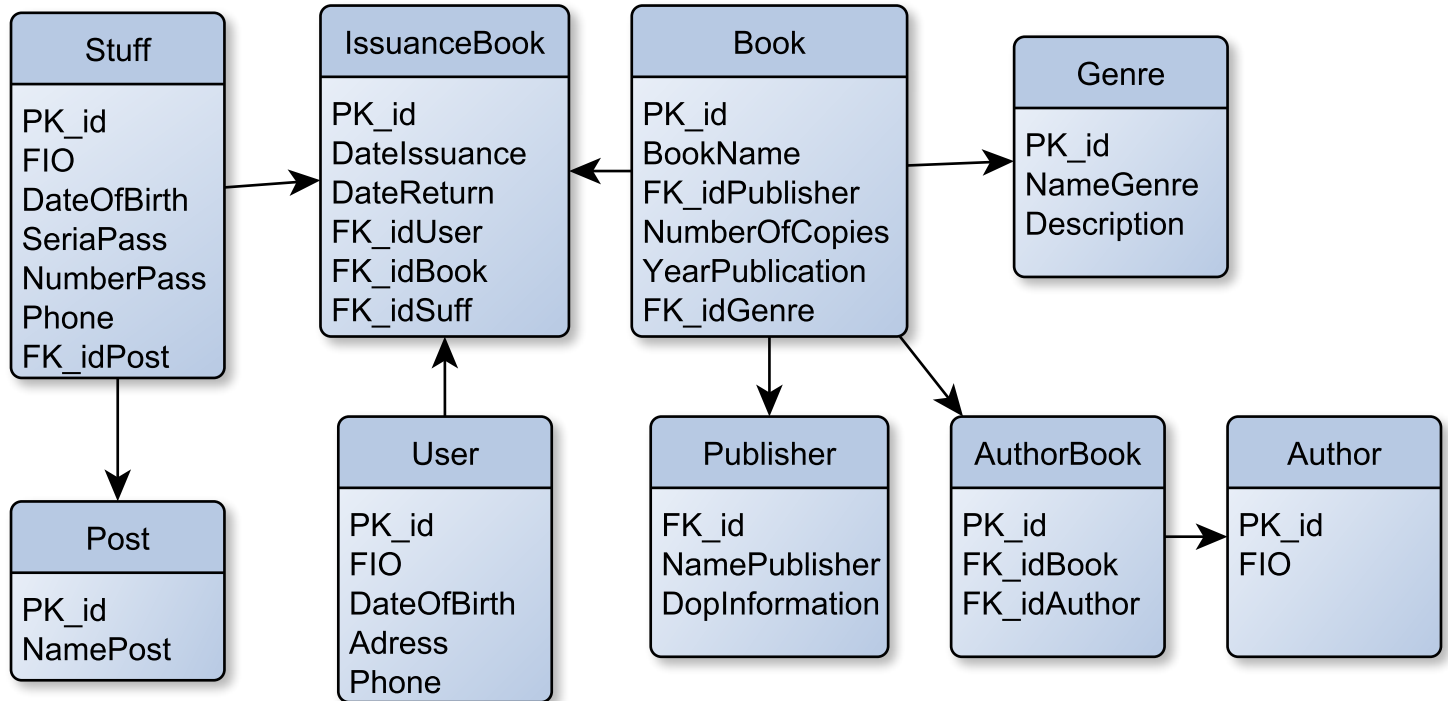 Stuff
PK_id
FIO
DateOfBirth
SeriaPass
NumberPass
Phone
FK_idPost
IssuanceBook
PK_id
DateIssuance
DateReturn
FK_idUser
FK_idBook
FK_idSuff
Book
PK_id
BookName
FK_idPublisher
NumberOfCopies
YearPublication
FK_idGenre
Genre
PK_id
NameGenre
Description
Post
PK_id
NamePost
User
PK_id
FIO
DateOfBirth
Adress
Phone
Publisher
FK_id
NamePublisher
DopInformation
AuthorBook
PK_id
FK_idBook
FK_idAuthor
Author
PK_id
FIO